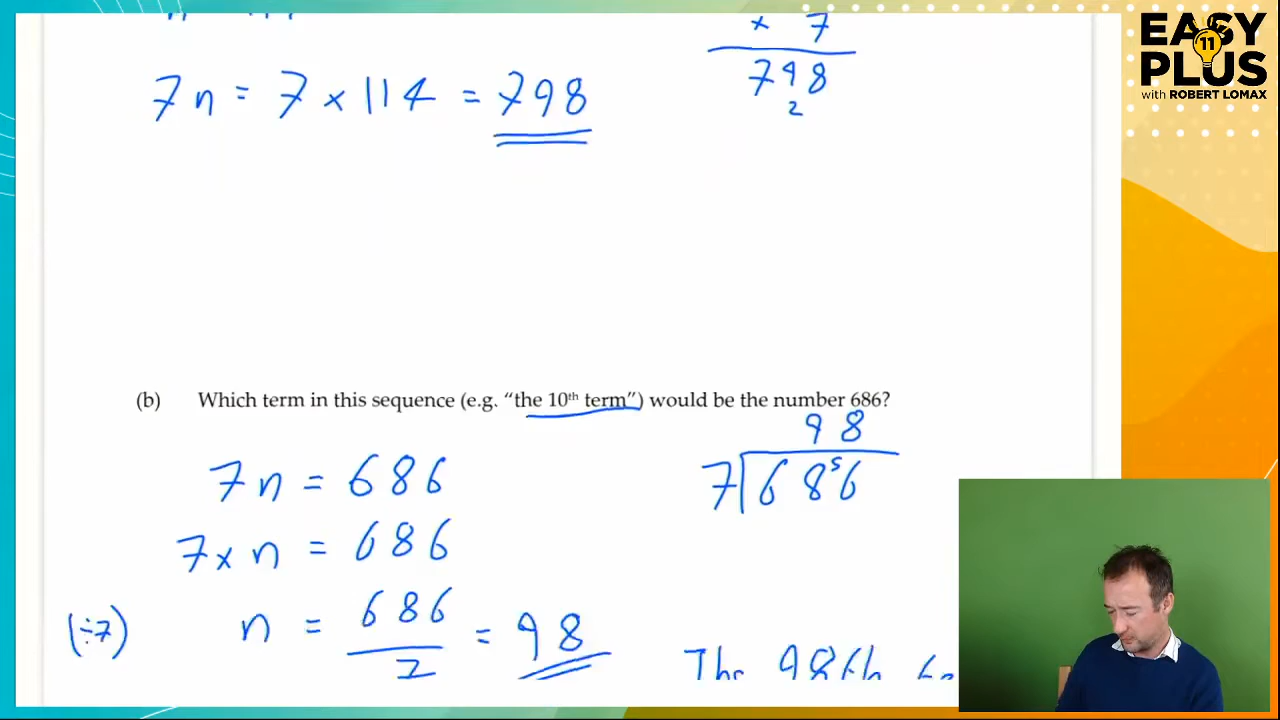 EASY
11
PLUS
with ROBERT LOMAX
× 7
798
2
7n = 7 × 114 = 798
(b) Which term in this sequence (e.g. “the 10th term”) would be the number 686?
98
7 686
5
7n = 686
7 × n = 686
(÷7) n = 686/7 = 98
The 98th